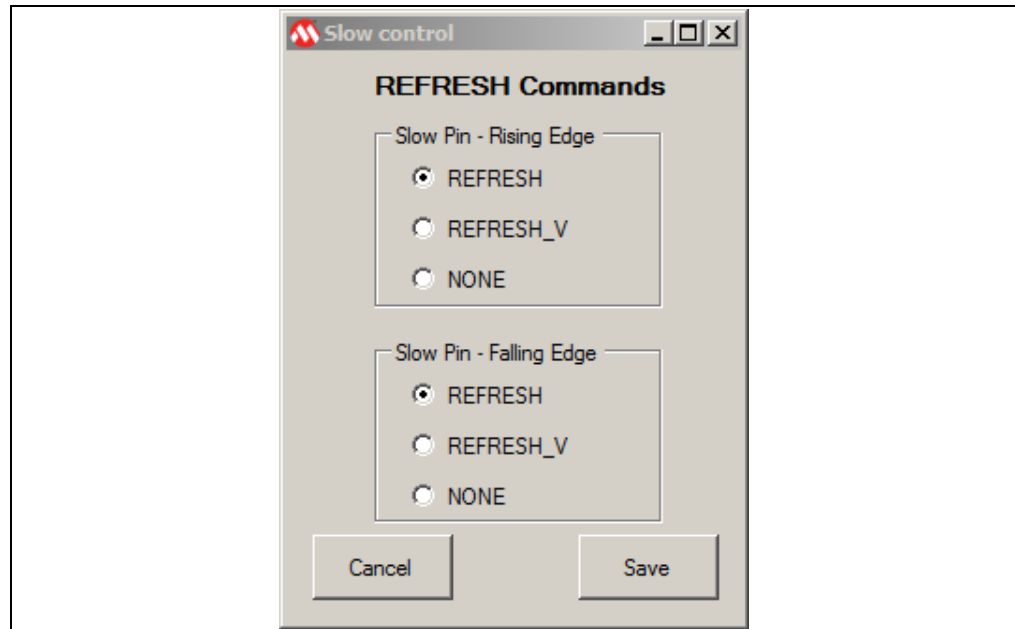 Slow control
REFRESH Commands
Slow Pin - Rising Edge
REFRESH
REFRESH_V
NONE
Slow Pin - Falling Edge
REFRESH
REFRESH_V
NONE
Cancel Save